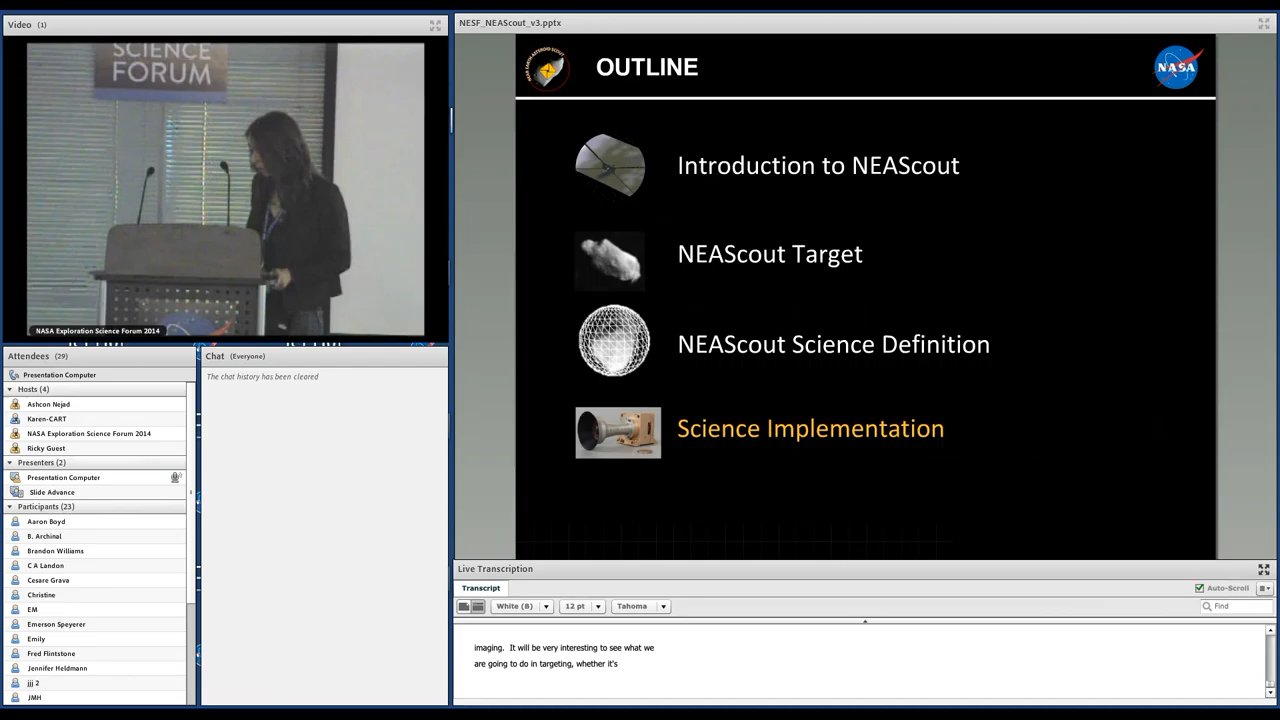 Video (1)
SCIENCE
FORUM
NASA Exploration Science Forum 2014
Attendees (29)
Presentation Computer
Hosts (4)
Ashcon Nejad
Karen-CART
NASA Exploration Science Forum 2014
Ricky Guest
Presenters (2)
Presentation Computer
Slide Advance
Participants (23)
Aaron Boyd
B. Archinal
Brandon Williams
C A Landon
Cesare Grava
Christine
EM
Emerson Speyerer
Emily
Fred Flintstone
Jennifer Heldmann
jjj 2
JMH
Chat (Everyone)
The chat history has been cleared
NESF_NEAScout_v3.pptx
NEAR EARTH ASTEROID SCOUT
OUTLINE
NASA
Introduction to NEAScout
NEAScout Target
NEAScout Science Definition
Science Implementation
Live Transcription
Transcript
Auto-Scroll
White (B)
12 pt
Tahoma
Find
imaging. It will be very interesting to see what we
are going to do in targeting, whether it's